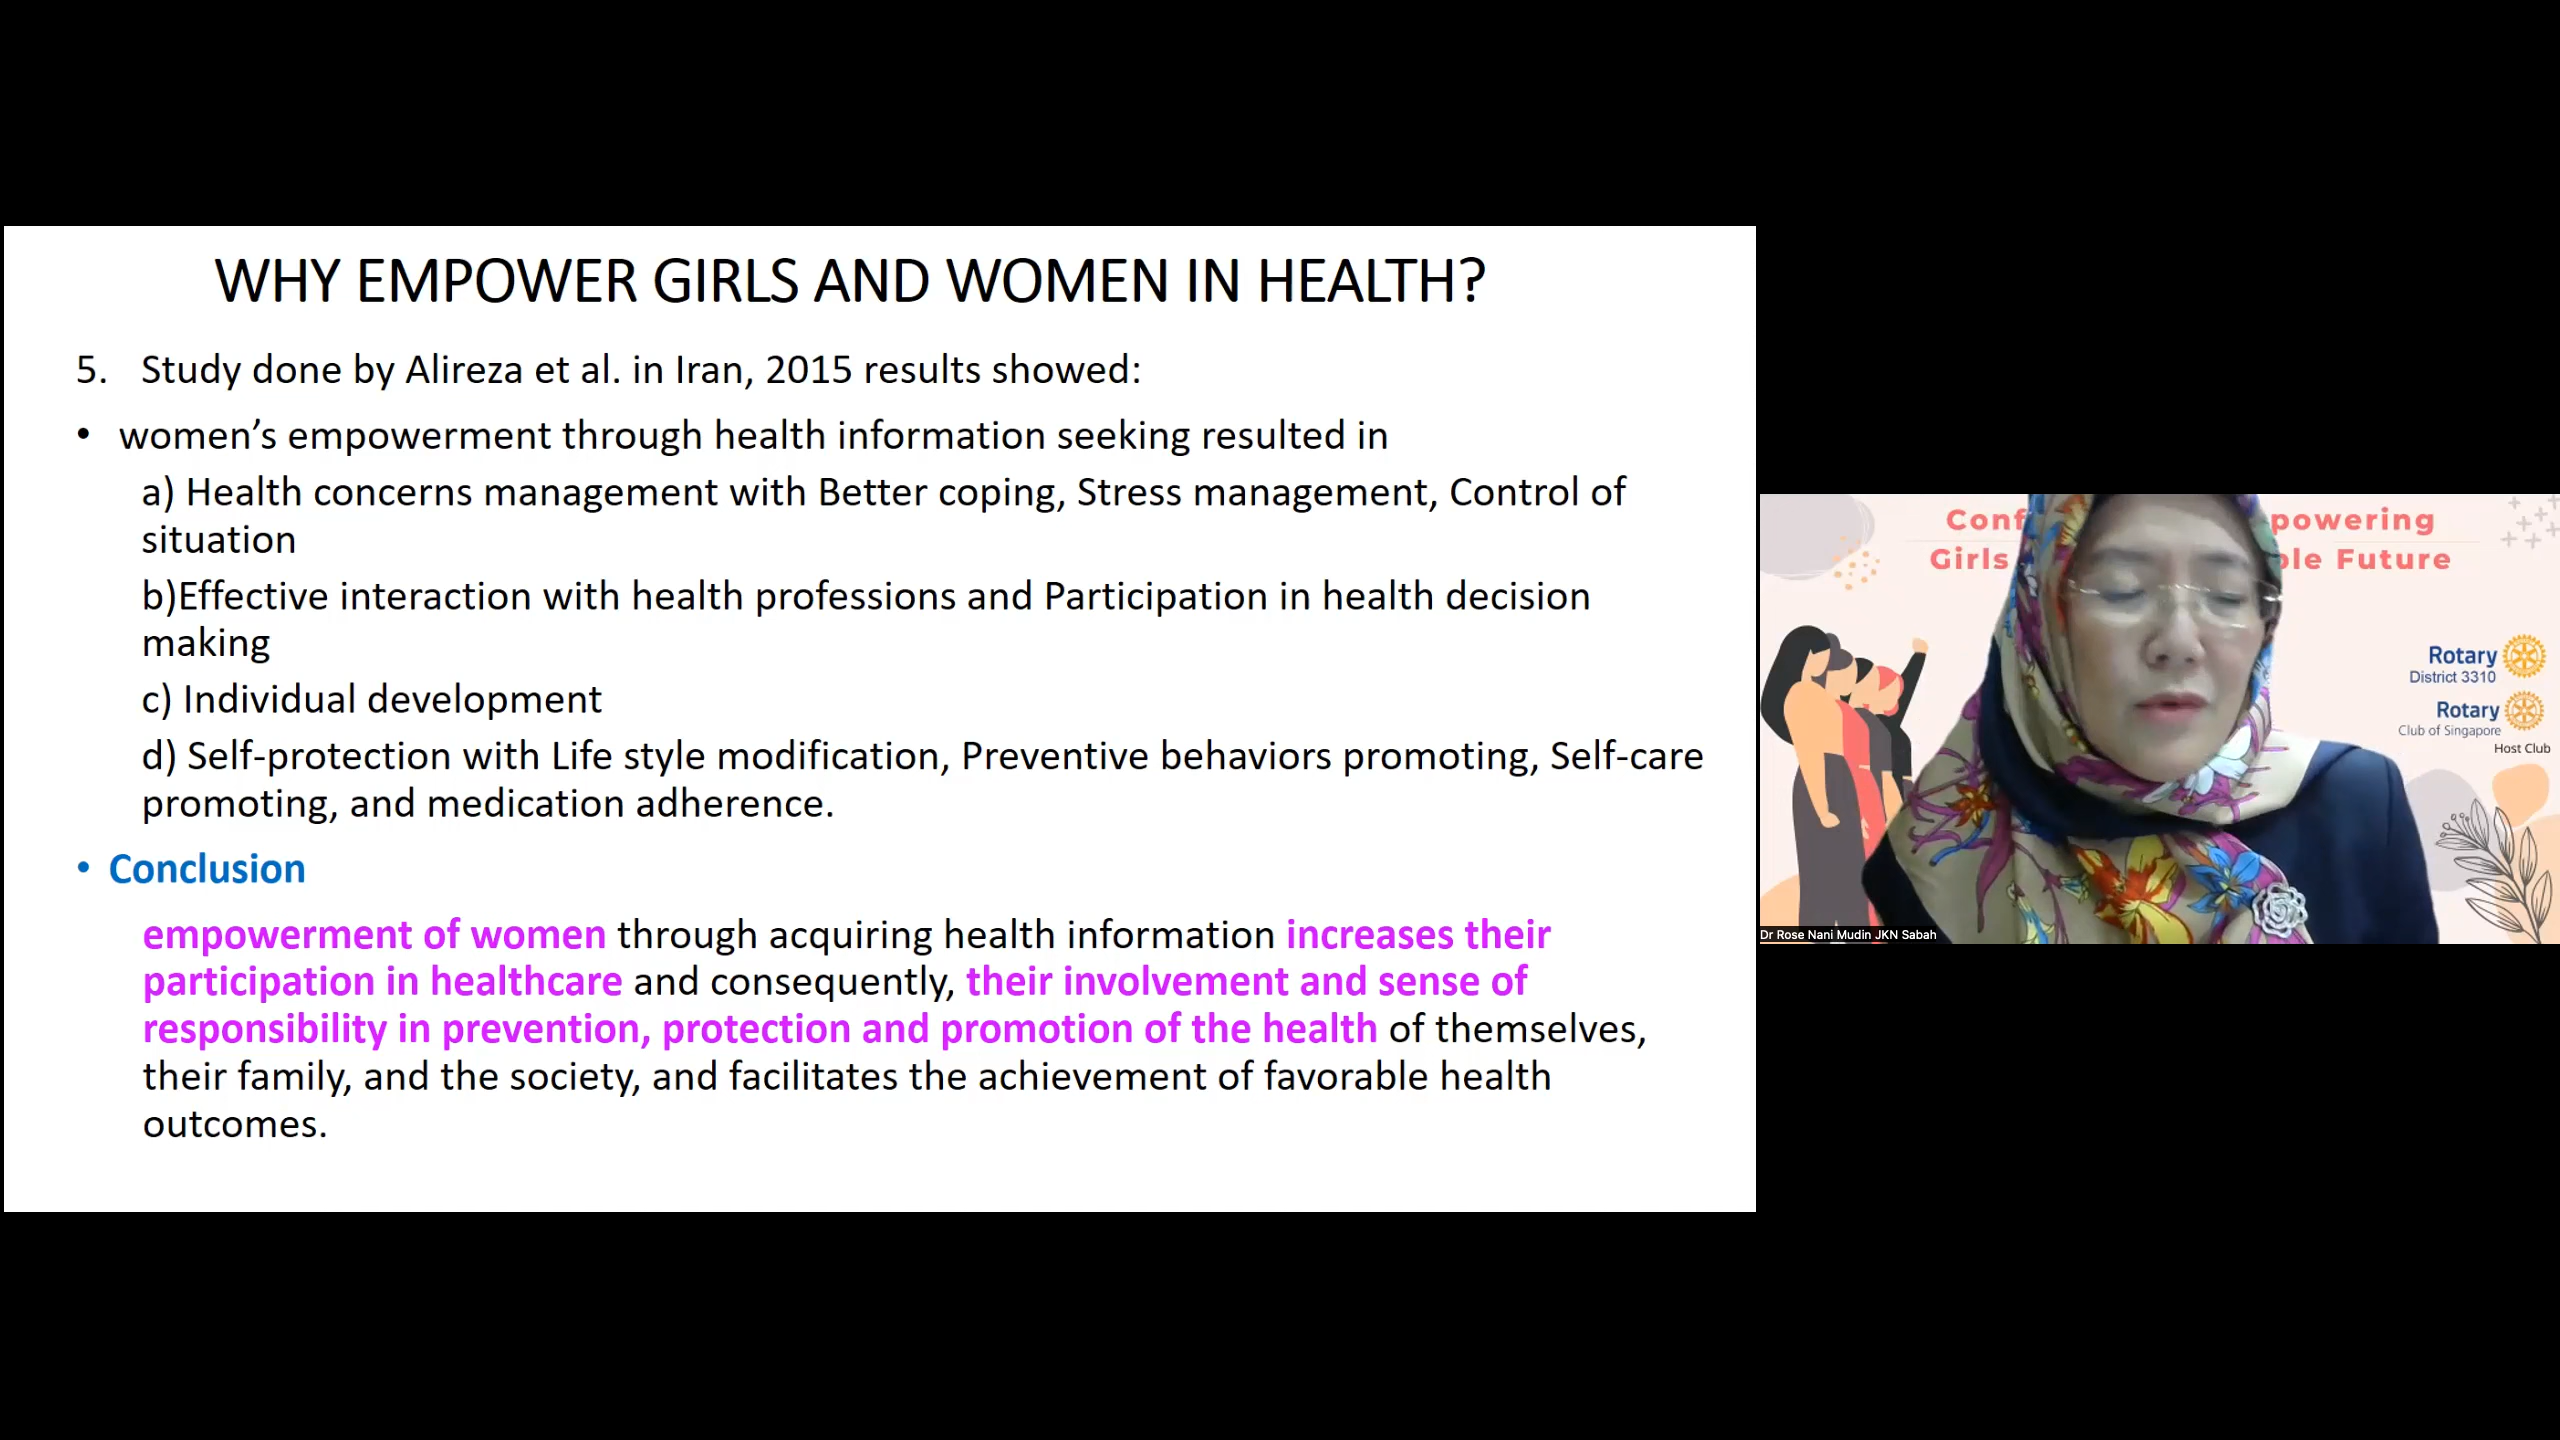 WHY EMPOWER GIRLS AND WOMEN IN HEALTH?
5. Study done by Alireza et al. in Iran, 2015 results showed:
• women’s empowerment through health information seeking resulted in
a) Health concerns management with Better coping, Stress management, Control of
situation
b)Effective interaction with health professions and Participation in health decision
making
c) Individual development
d) Self-protection with Life style modification, Preventive behaviors promoting, Self-care
promoting, and medication adherence.
• Conclusion
empowerment of women through acquiring health information increases their
participation in healthcare and consequently, their involvement and sense of
responsibility in prevention, protection and promotion of the health of themselves,
their family, and the society, and facilitates the achievement of favorable health
outcomes.
Girls Future
Rotary
District 3310
Rotary
Club of Singapore
Host Club
Dr Rose Nani Mudin JKN Sabah